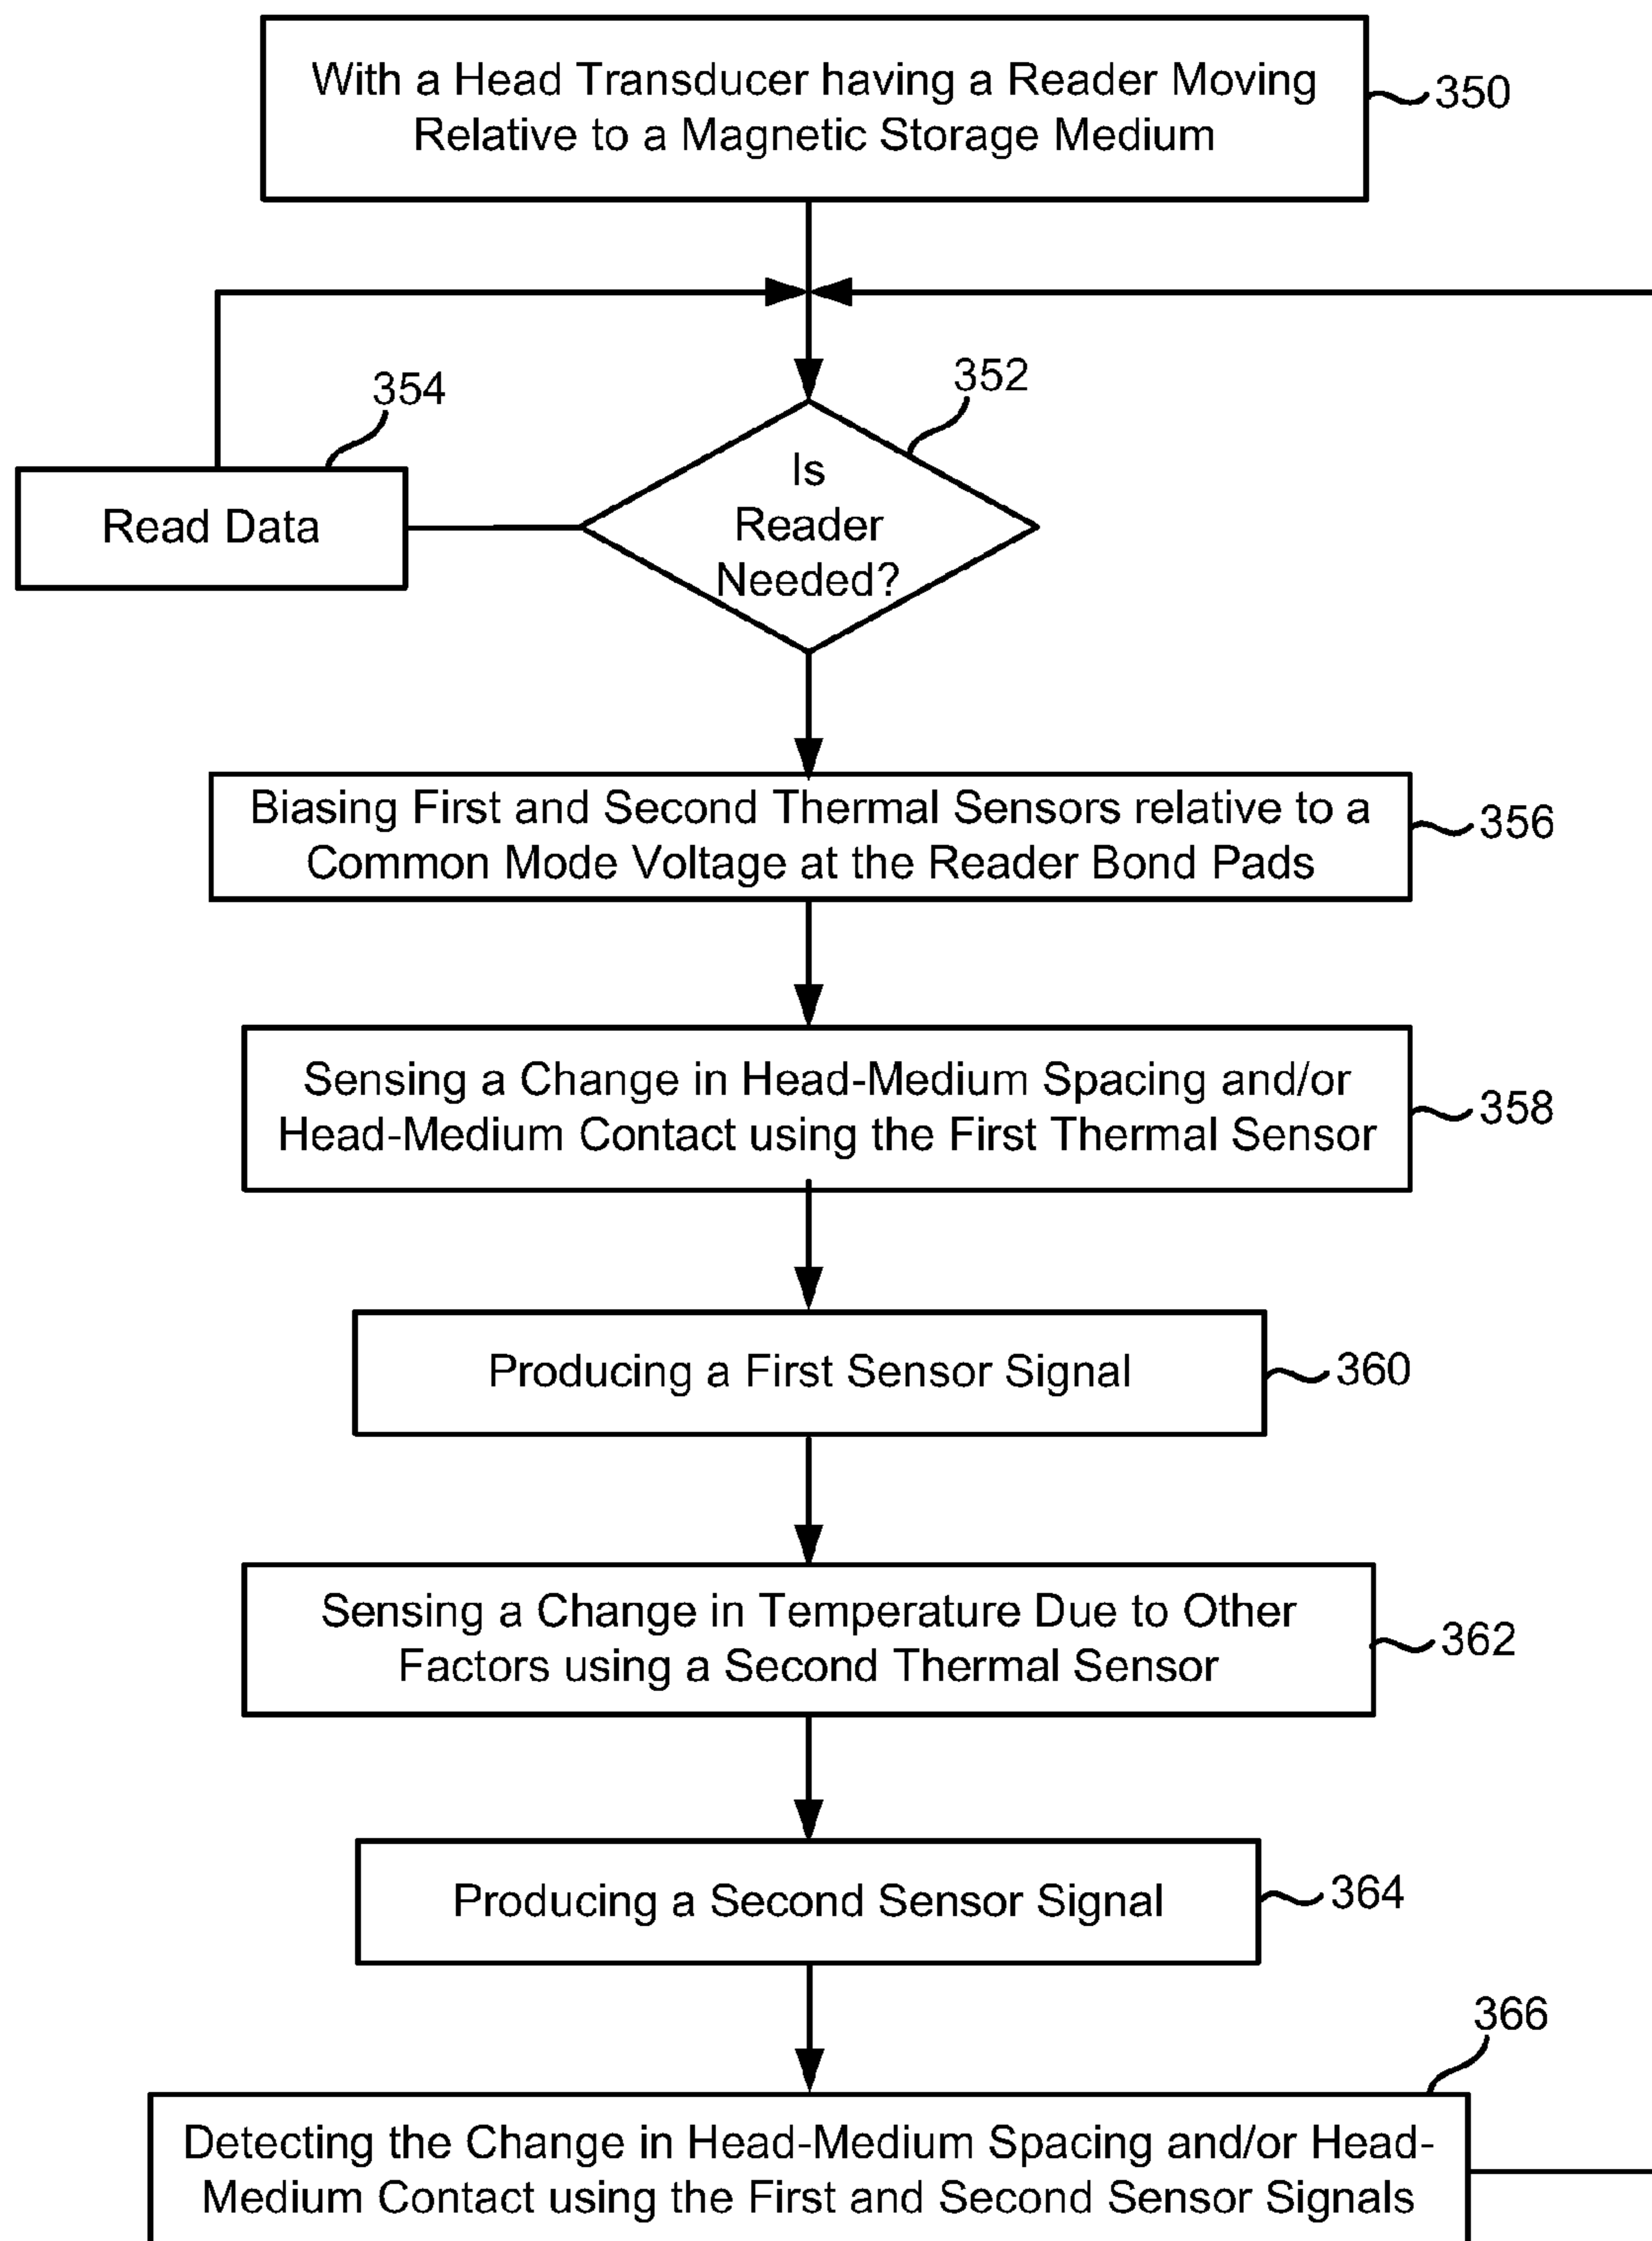 With a Head Transducer having a Reader Moving
Relative to a Magnetic Storage Medium
350
352
354
Is
Reader
Needed?
Read Data
Biasing First and Second Thermal Sensors relative to a
Common Mode Voltage at the Reader Bond Pads
356
Sensing a Change in Head-Medium Spacing and/or
Head-Medium Contact using the First Thermal Sensor
358
Producing a First Sensor Signal
360
Sensing a Change in Temperature Due to Other
Factors using a Second Thermal Sensor
362
Producing a Second Sensor Signal
364
366
Detecting the Change in Head-Medium Spacing and/or Head-
Medium Contact using the First and Second Sensor Signals